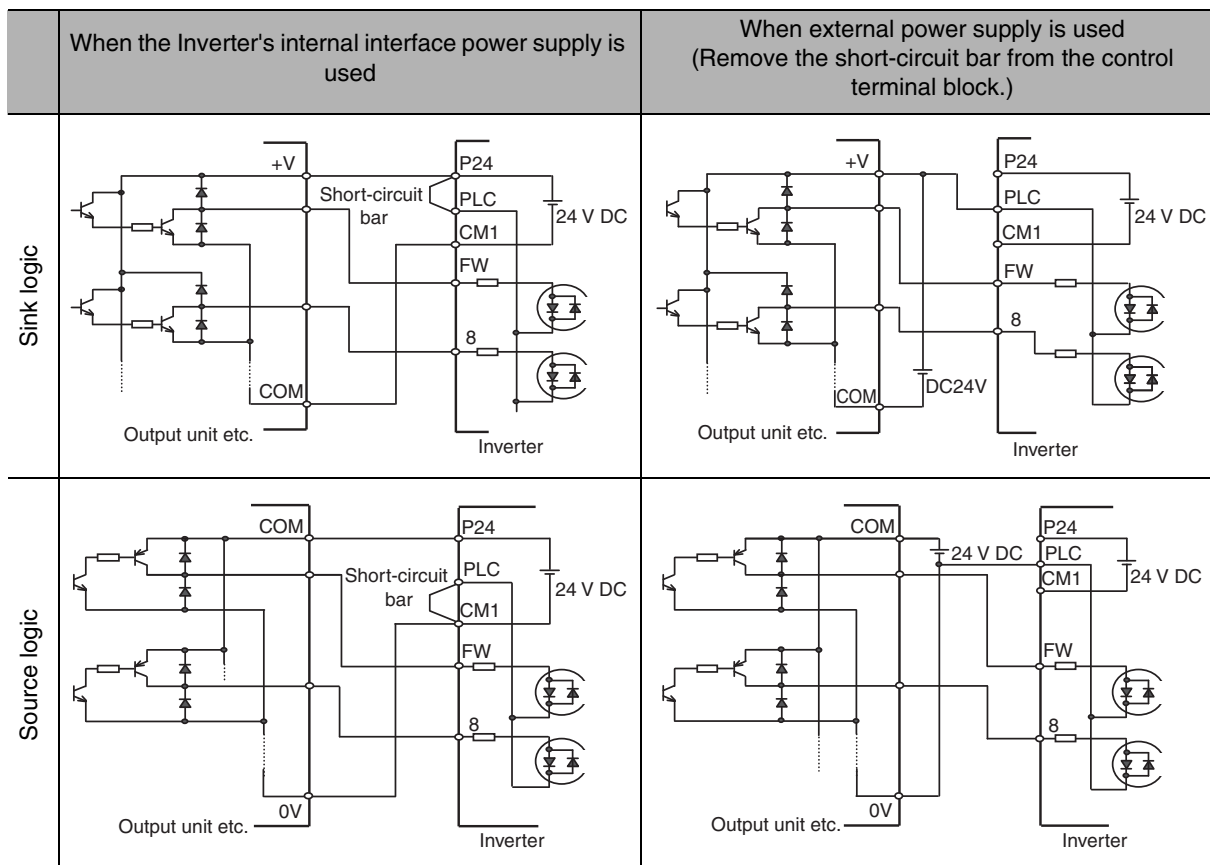 When the Inverter's internal interface power supply is
used
When external power supply is used
(Remove the short-circuit bar from the control
terminal block.)
Sink logic
+V
Short-circuit
bar
P24
PLC
24 V DC
CM1
FW
8
COM
Output unit etc.
Inverter
+V
P24
PLC
24 V DC
CM1
FW
8
DC24V
COM
Output unit etc.
Inverter
Source logic
COM
P24
Short-circuit
bar
PLC
24 V DC
CM1
FW
8
0V
Output unit etc.
Inverter
COM
24 V DC
P24
PLC
CM1
24 V DC
FW
8
0V
Output unit etc.
Inverter